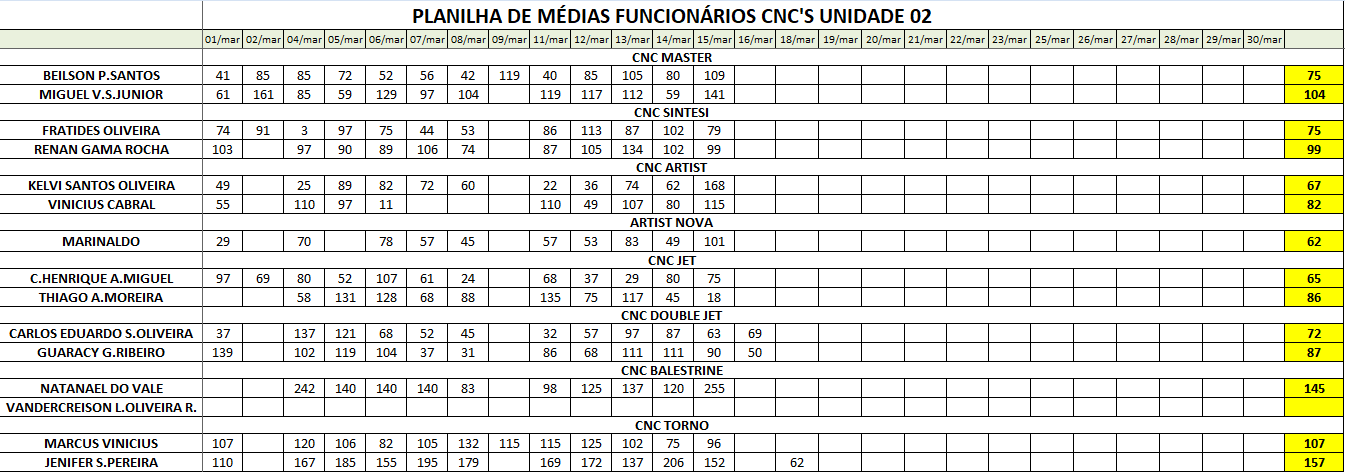 PLANILHA DE MÉDIAS FUNCIONÁRIOS CNC'S UNIDADE 02
01/mar 02/mar 04/mar 05/mar 06/mar 07/mar 08/mar 09/mar 11/mar 12/mar 13/mar 14/mar 15/mar 16/mar 18/mar 19/mar 20/mar 21/mar 22/mar 23/mar 25/mar 26/mar 27/mar 28/mar 29/mar 30/mar
CNC MASTER
BEILSON P.SANTOS 41 85 85 72 52 56 42 119 40 85 105 80 109 75
MIGUEL V.S.JUNIOR 61 161 85 59 129 97 104 119 117 112 59 141 104
CNC SINTESI
FRATIDES OLIVEIRA 74 91 3 97 75 44 53 86 113 87 102 79 75
RENAN GAMA ROCHA 103 97 90 89 106 74 87 105 134 102 99 99
CNC ARTIST
KELVI SANTOS OLIVEIRA 49 25 89 82 72 60 22 36 74 62 168 67
VINICIUS CABRAL 55 110 97 11 110 49 107 80 115 82
ARTIST NOVA
MARINALDO 29 70 78 57 45 57 53 83 49 101 62
CNC JET
C.HENRIQUE A.MIGUEL 97 69 80 52 107 61 24 68 37 29 80 75 65
THIAGO A.MOREIRA 58 131 128 68 88 135 75 117 45 18 86
CNC DOUBLE JET
CARLOS EDUARDO S.OLIVEIRA 37 137 121 68 52 45 32 57 97 87 63 69 72
GUARACY G.RIBEIRO 139 102 119 104 37 31 86 68 111 111 90 50 87
CNC BALESTRINE
NATANAEL DO VALE 242 140 140 140 83 98 125 137 120 255 145
VANDERCREISON L.OLIVEIRA R.
CNC TORNO
MARCUS VINICIUS 107 120 106 82 105 132 115 115 125 102 75 96 107
JENIFER S.PEREIRA 110 167 185 155 195 179 169 172 137 206 152 62 157